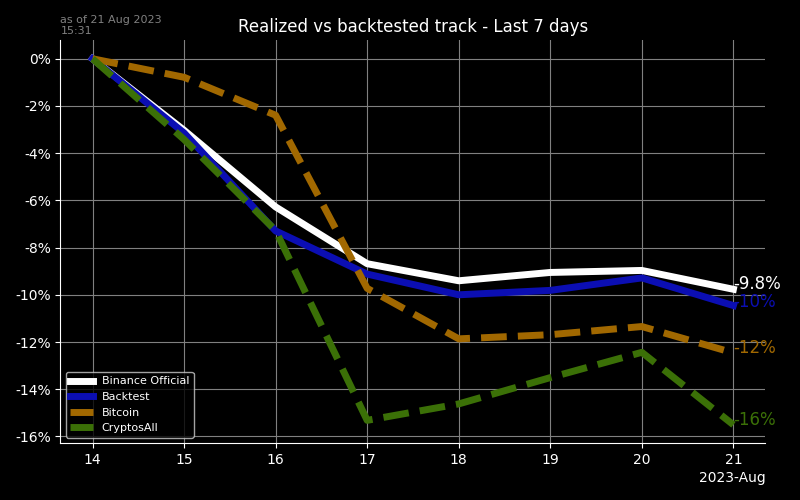 as of 21 Aug 2023
15:31
Realized vs backtested track - Last 7 days
0%
-2%
-4%
-6%
-8%
-10%
-12%
-14%
-16%
-9.8%
-10%
-12%
-16%
Binance Official
Backtest
Bitcoin
CryptosAll
14 15 16 17 18 19 20 21
2023-Aug